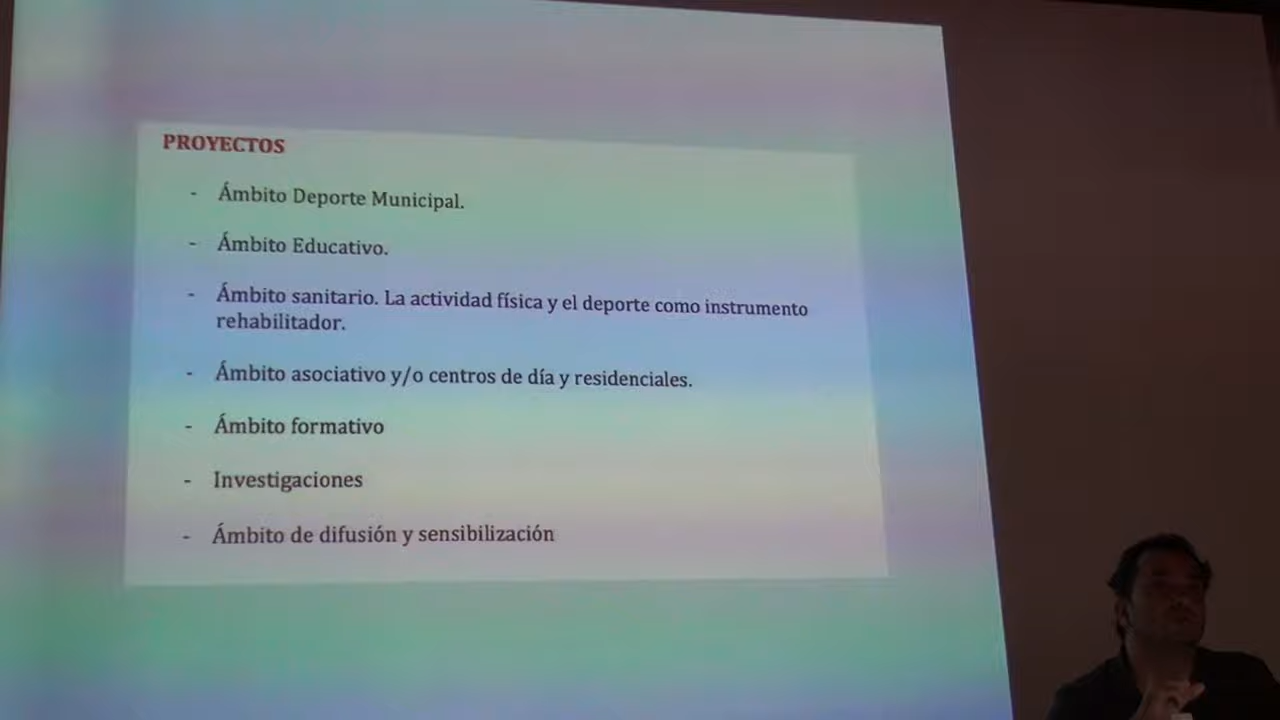 PROYECTOS
- Ámbito Deporte Municipal.
- Ámbito Educativo.
- Ámbito sanitario. La actividad física y el deporte como instrumento
rehabilitador.
- Ámbito asociativo y/o centros de día y residenciales.
- Ámbito formativo
- Investigaciones
- Ámbito de difusión y sensibilización